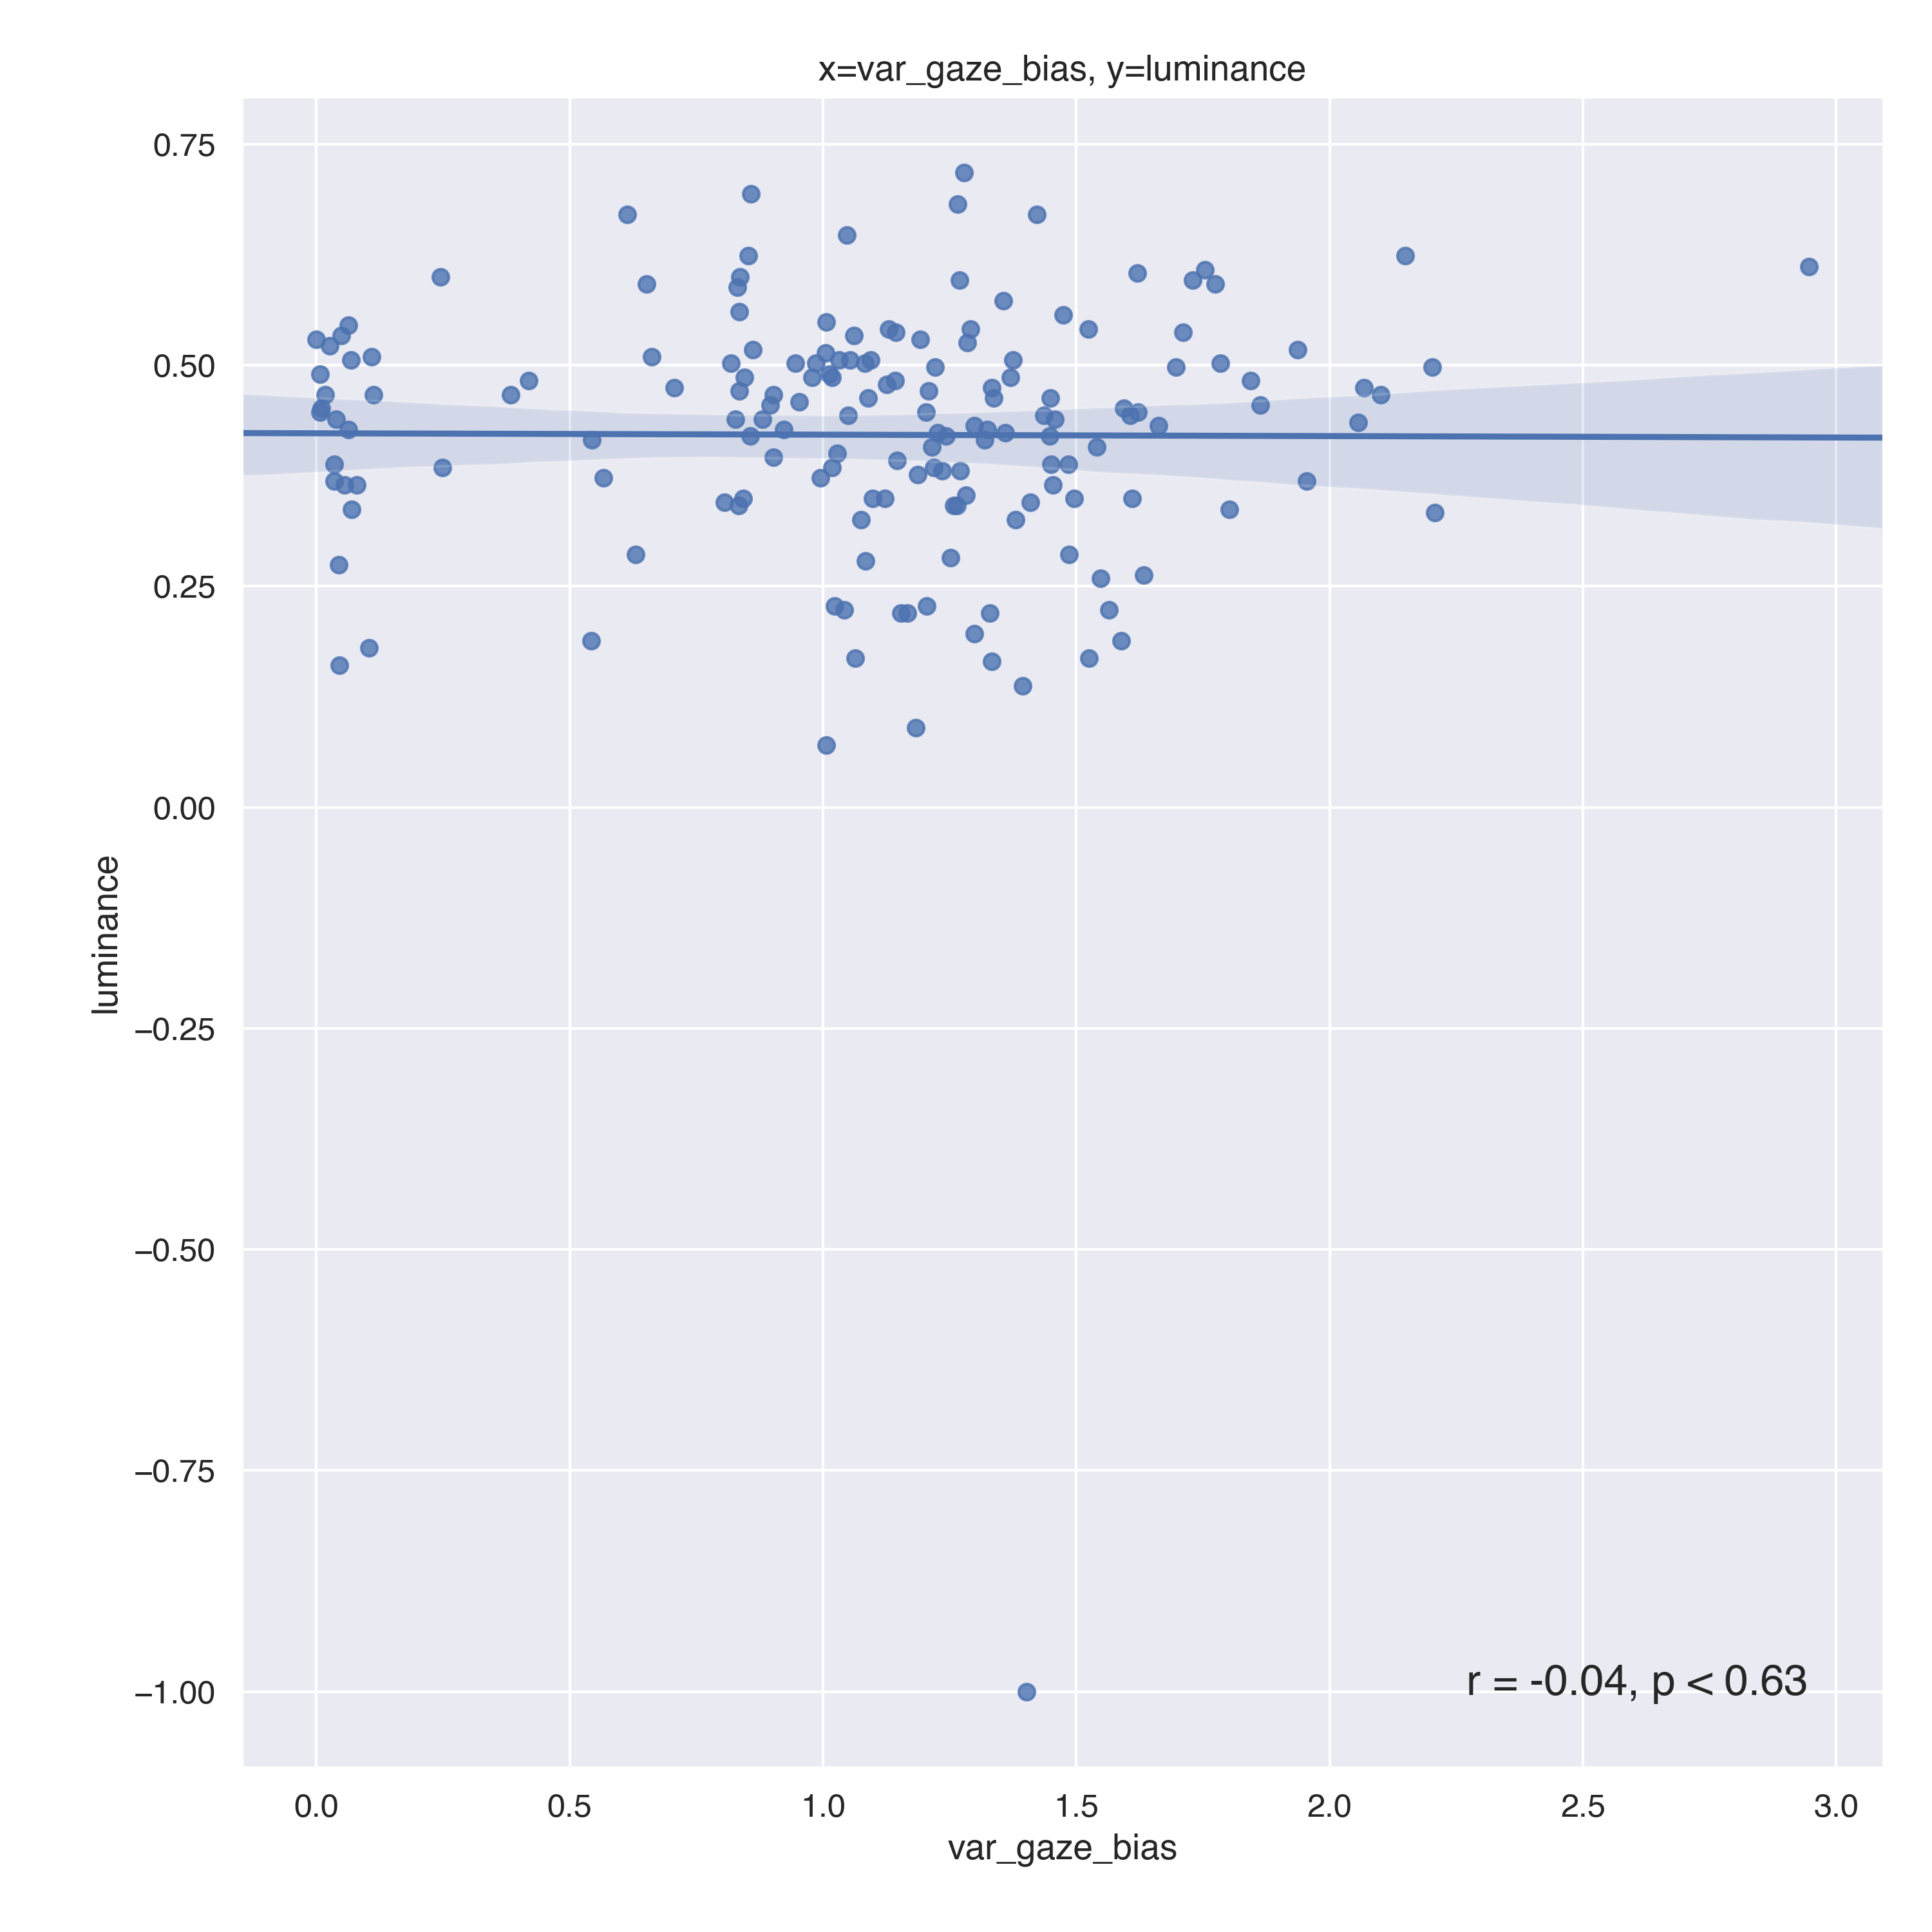 x=var_gaze_bias, y=luminance
0.75
0.50
0.25
0.00
−0.25
−0.50
−0.75
−1.00
luminance
r = -0.04, p < 0.63
0.0 0.5 1.0 1.5 2.0 2.5 3.0
var_gaze_bias